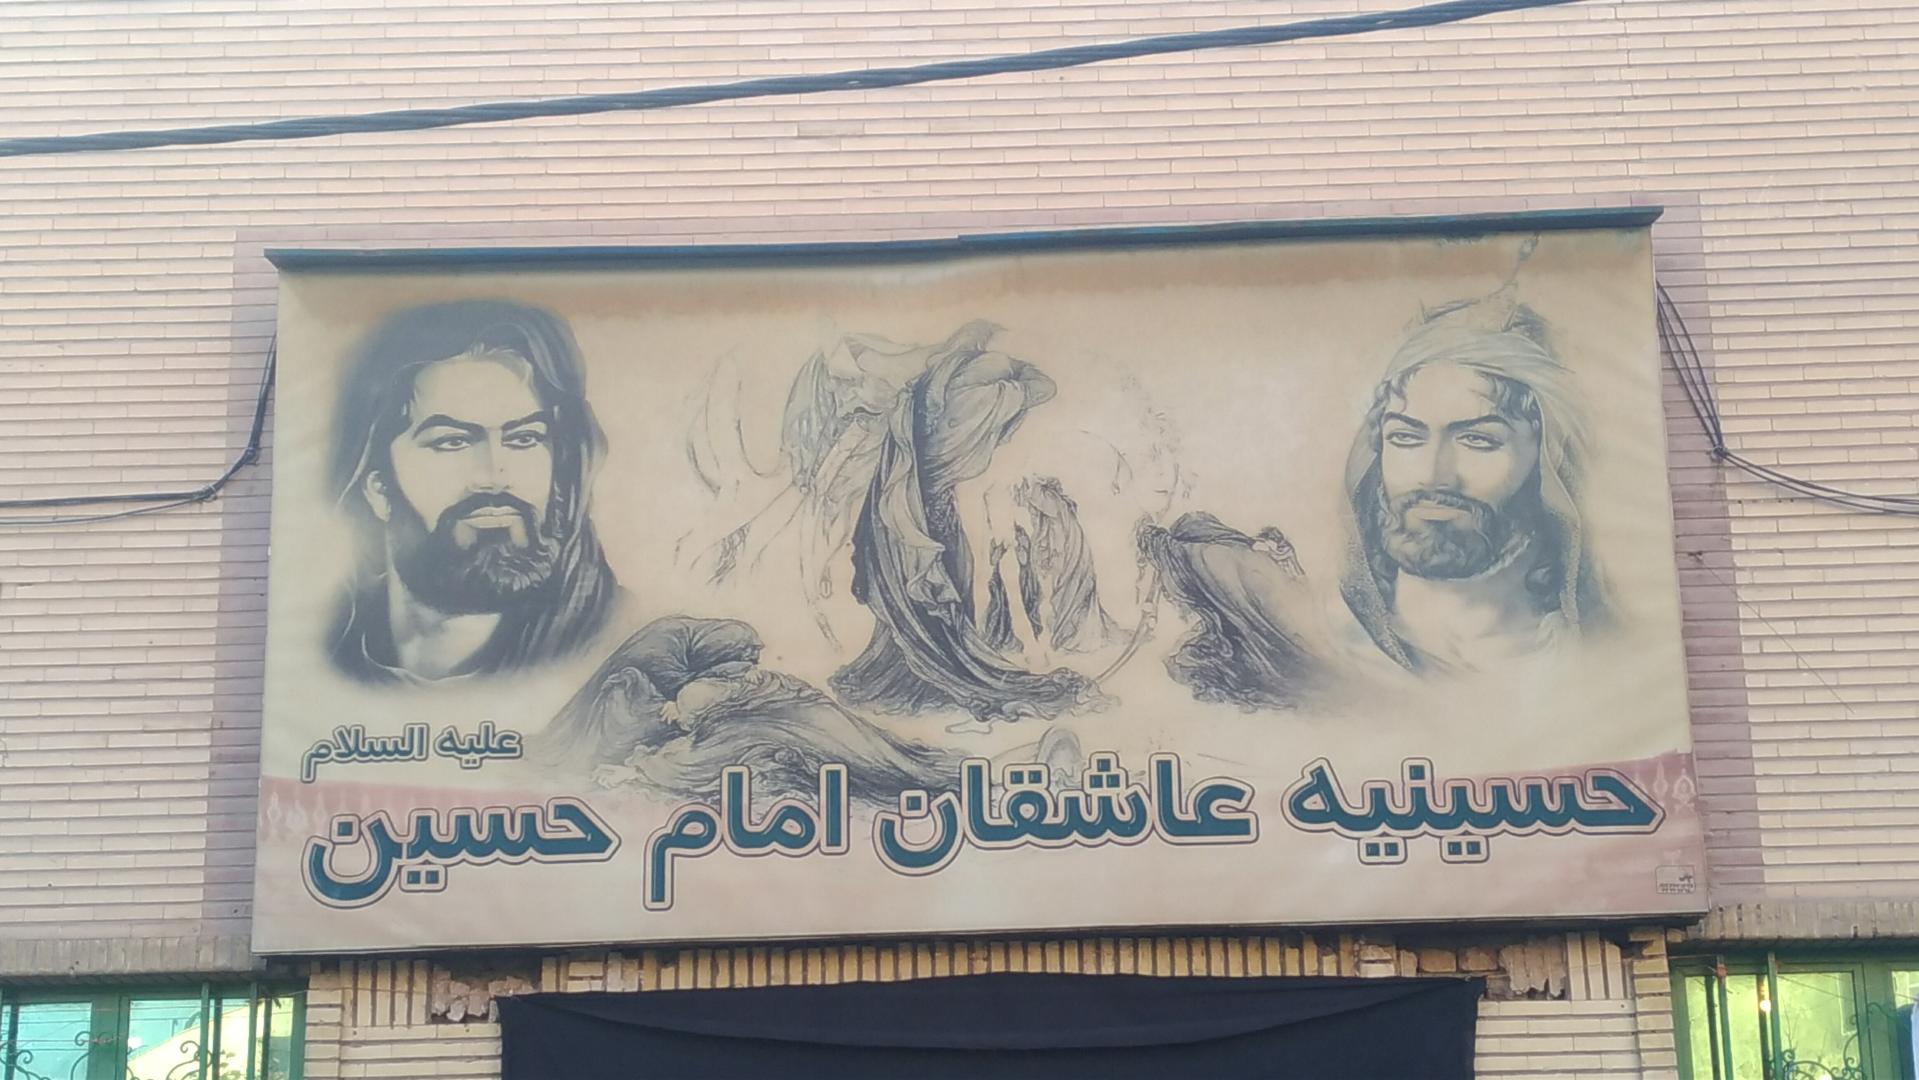 حسینیه عاشقان امام حسین
علیه السلام